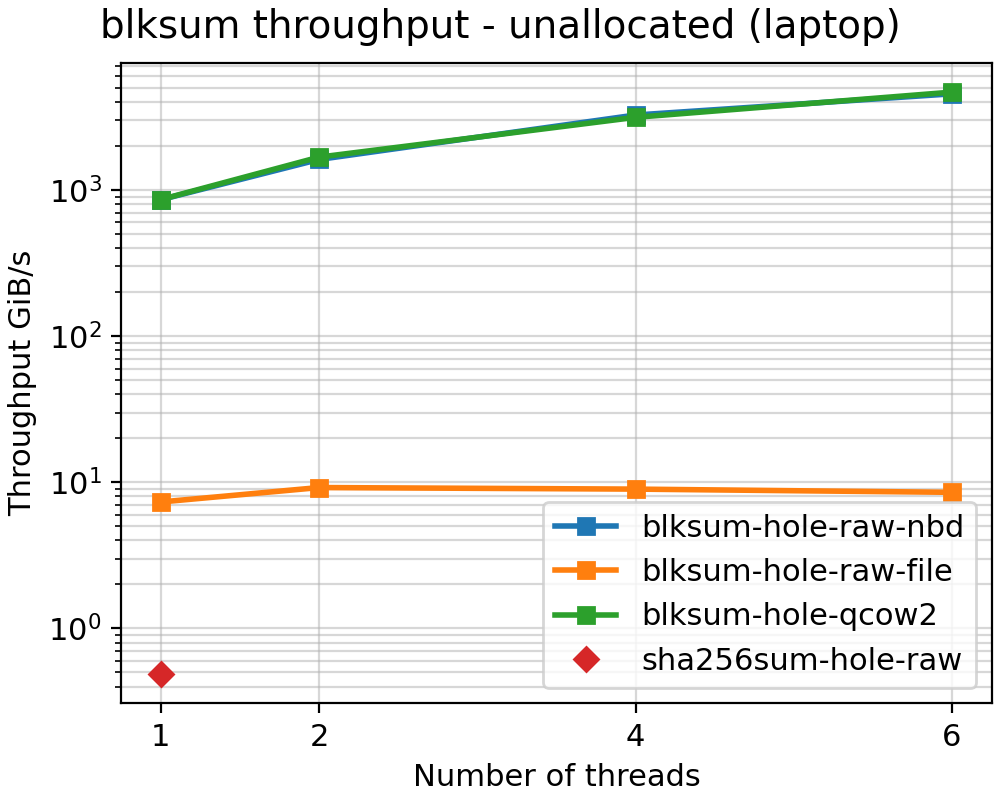 blksum throughput - unallocated (laptop)
Throughput GiB/s
10³
10²
10¹
10⁰
blksum-hole-raw-nbd
blksum-hole-raw-file
blksum-hole-qcow2
sha256sum-hole-raw
1 2 4 6
Number of threads